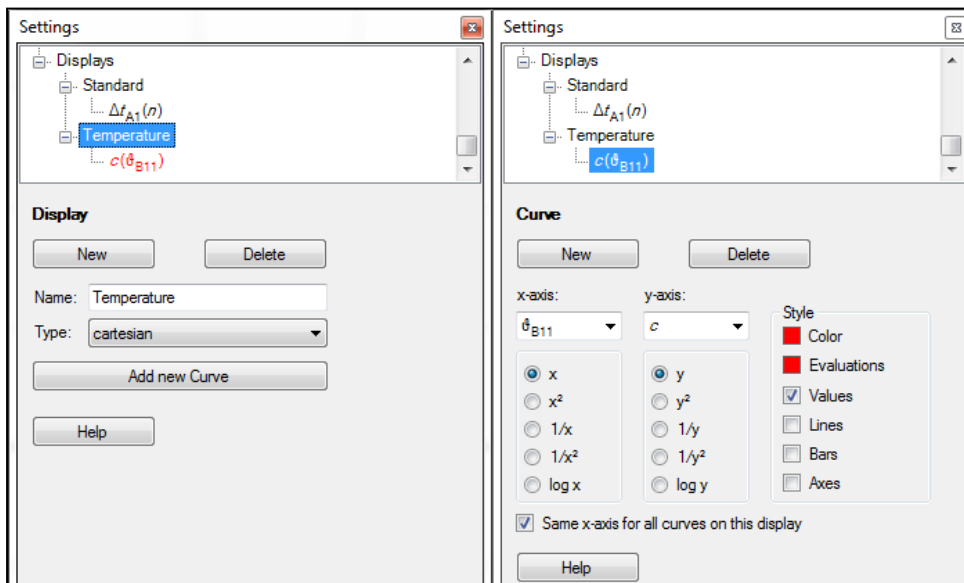 Settings
Displays
Standard
Δt_A1(n)
Temperature
c(ϑ_B11)
Display
New Delete
Name: Temperature
Type: cartesian
Add new Curve
Help
Settings
Displays
Standard
Δt_A1(n)
Temperature
c(ϑ_B11)
Curve
New Delete
x-axis: y-axis:
ϑ_B11 c
Style
Color
Evaluations
Values
Lines
Bars
Axes
x y
x² y²
1/x 1/y
1/x² 1/y²
log x log y
Same x-axis for all curves on this display
Help